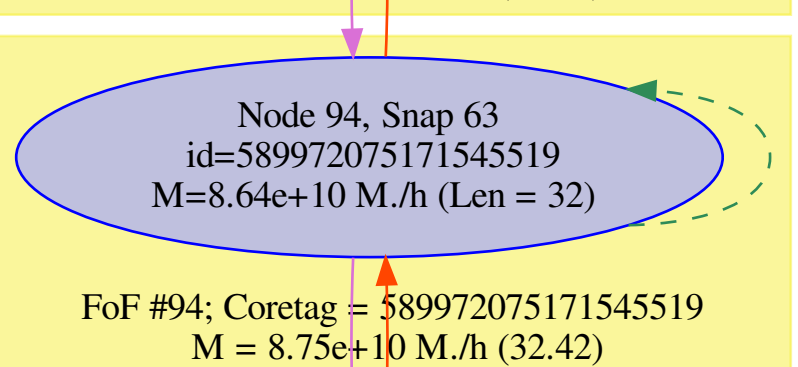 Node 94, Snap 63
id=589972075171545519
M=8.64e+10 M./h (Len = 32)
FoF #94; Coretag = 589972075171545519
M = 8.75e+10 M./h (32.42)